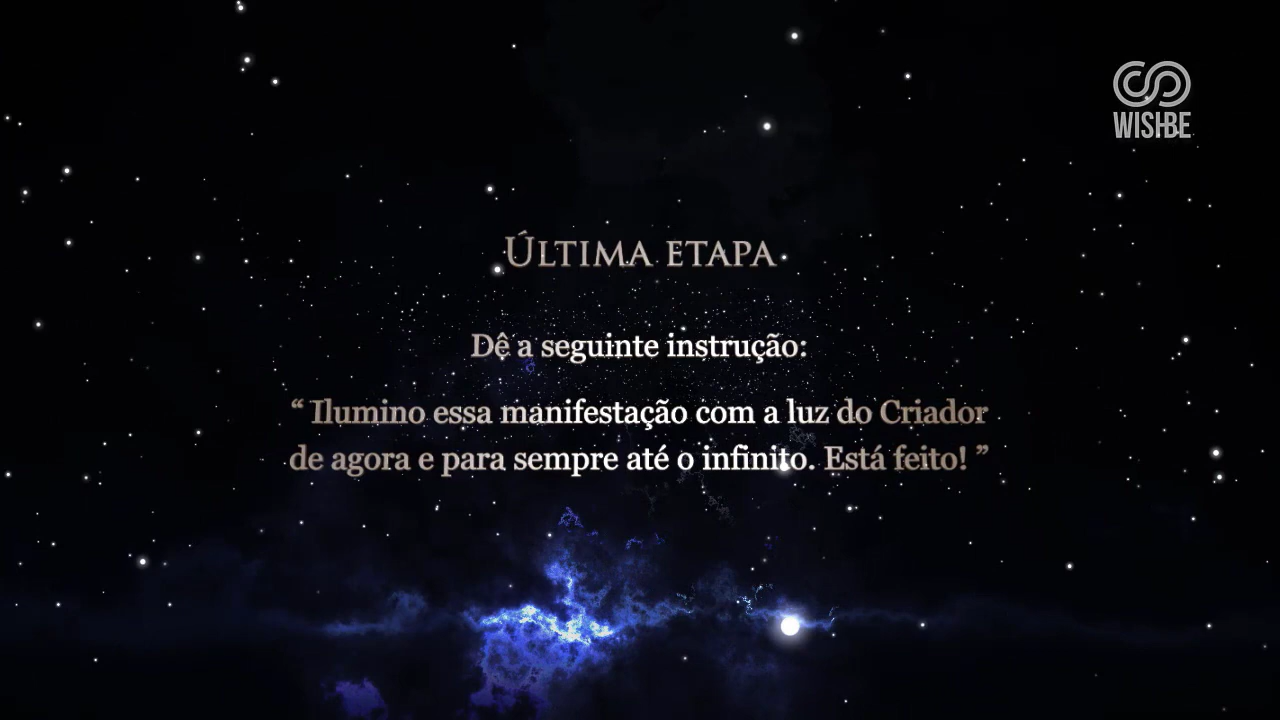 WISHBE
ÚLTIMA ETAPA
Dê a seguinte instrução:
“ Ilumino essa manifestação com a luz do Criador
de agora e para sempre até o infinito. Está feito! ”